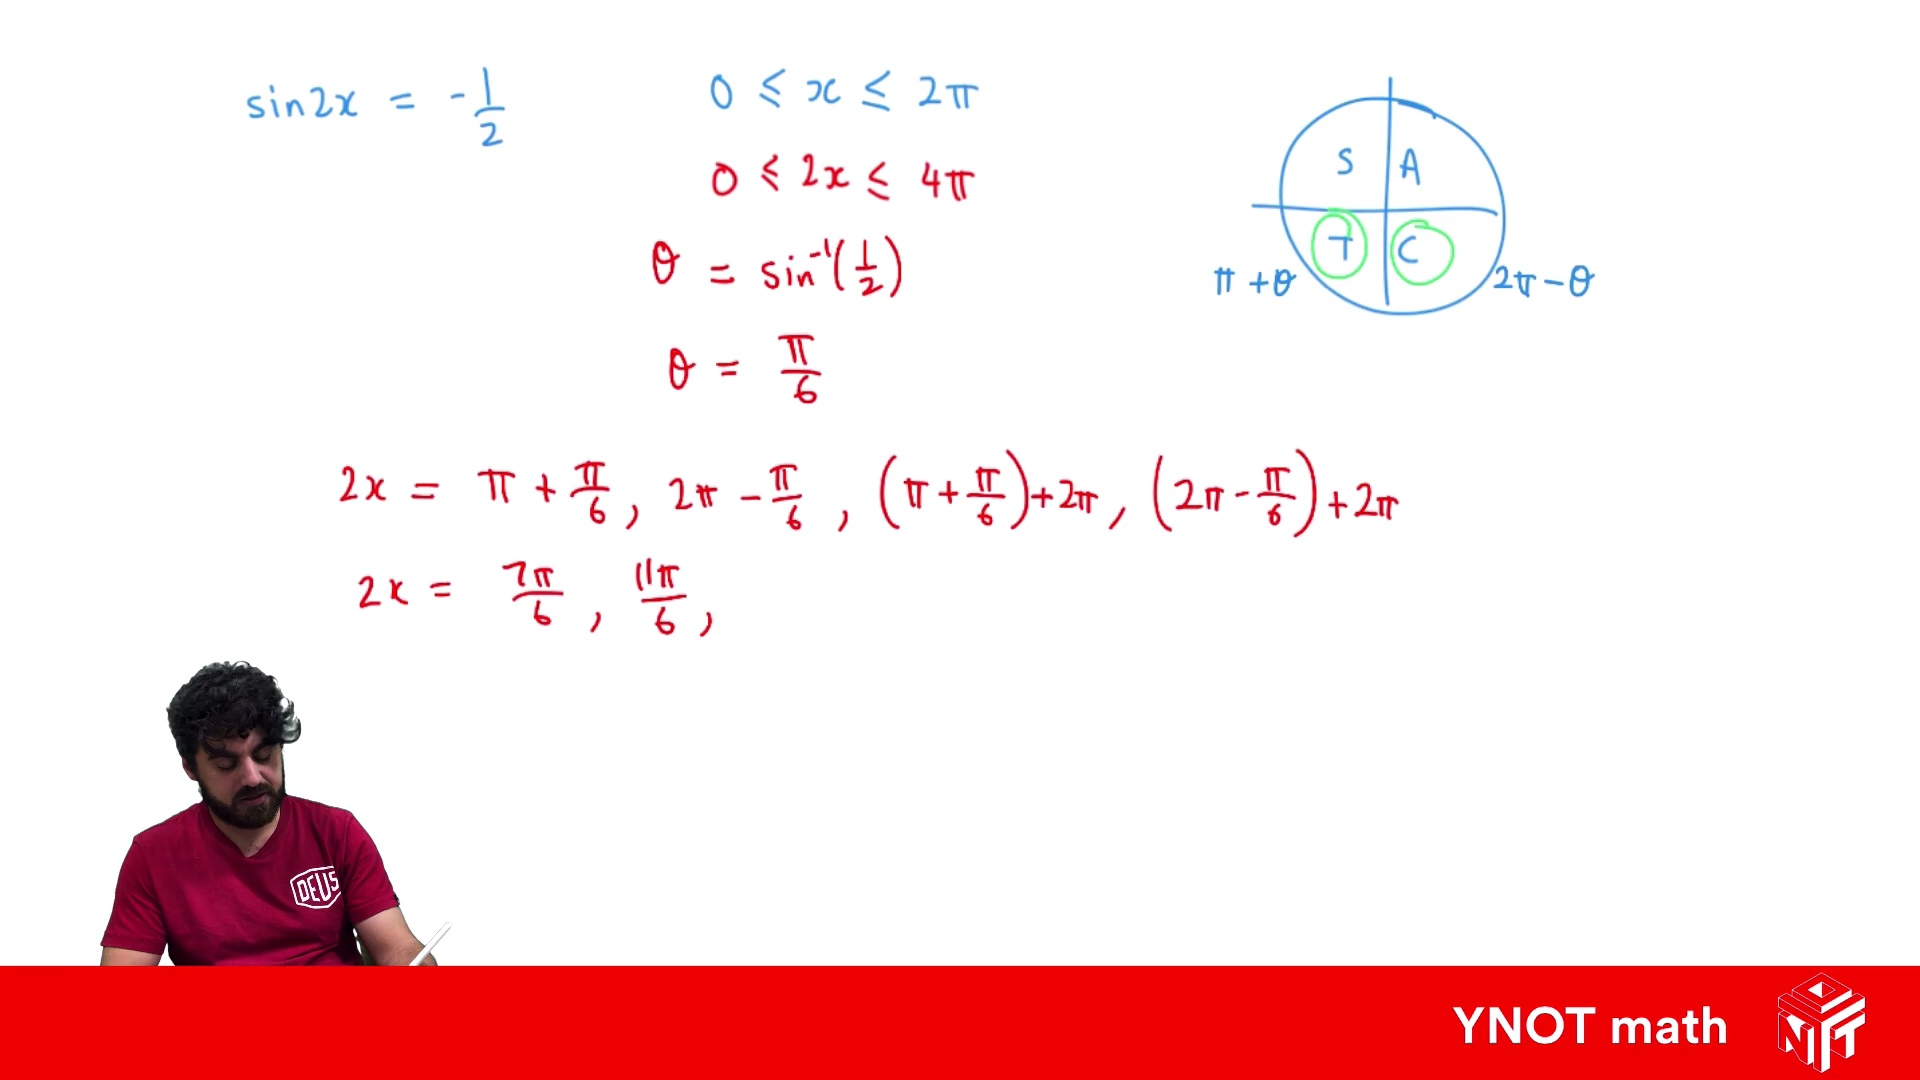 sin2x = -1/2
0 ≤ x ≤ 2π
0 ≤ 2x ≤ 4π
θ = sin⁻¹(1/2)
θ = π/6
S A
T C
π + θ 2π - θ
2x = π + π/6, 2π - π/6, (π + π/6) + 2π, (2π - π/6) + 2π
2x = 7π/6, 11π/6,
DEUS
YNOT math
YNOT